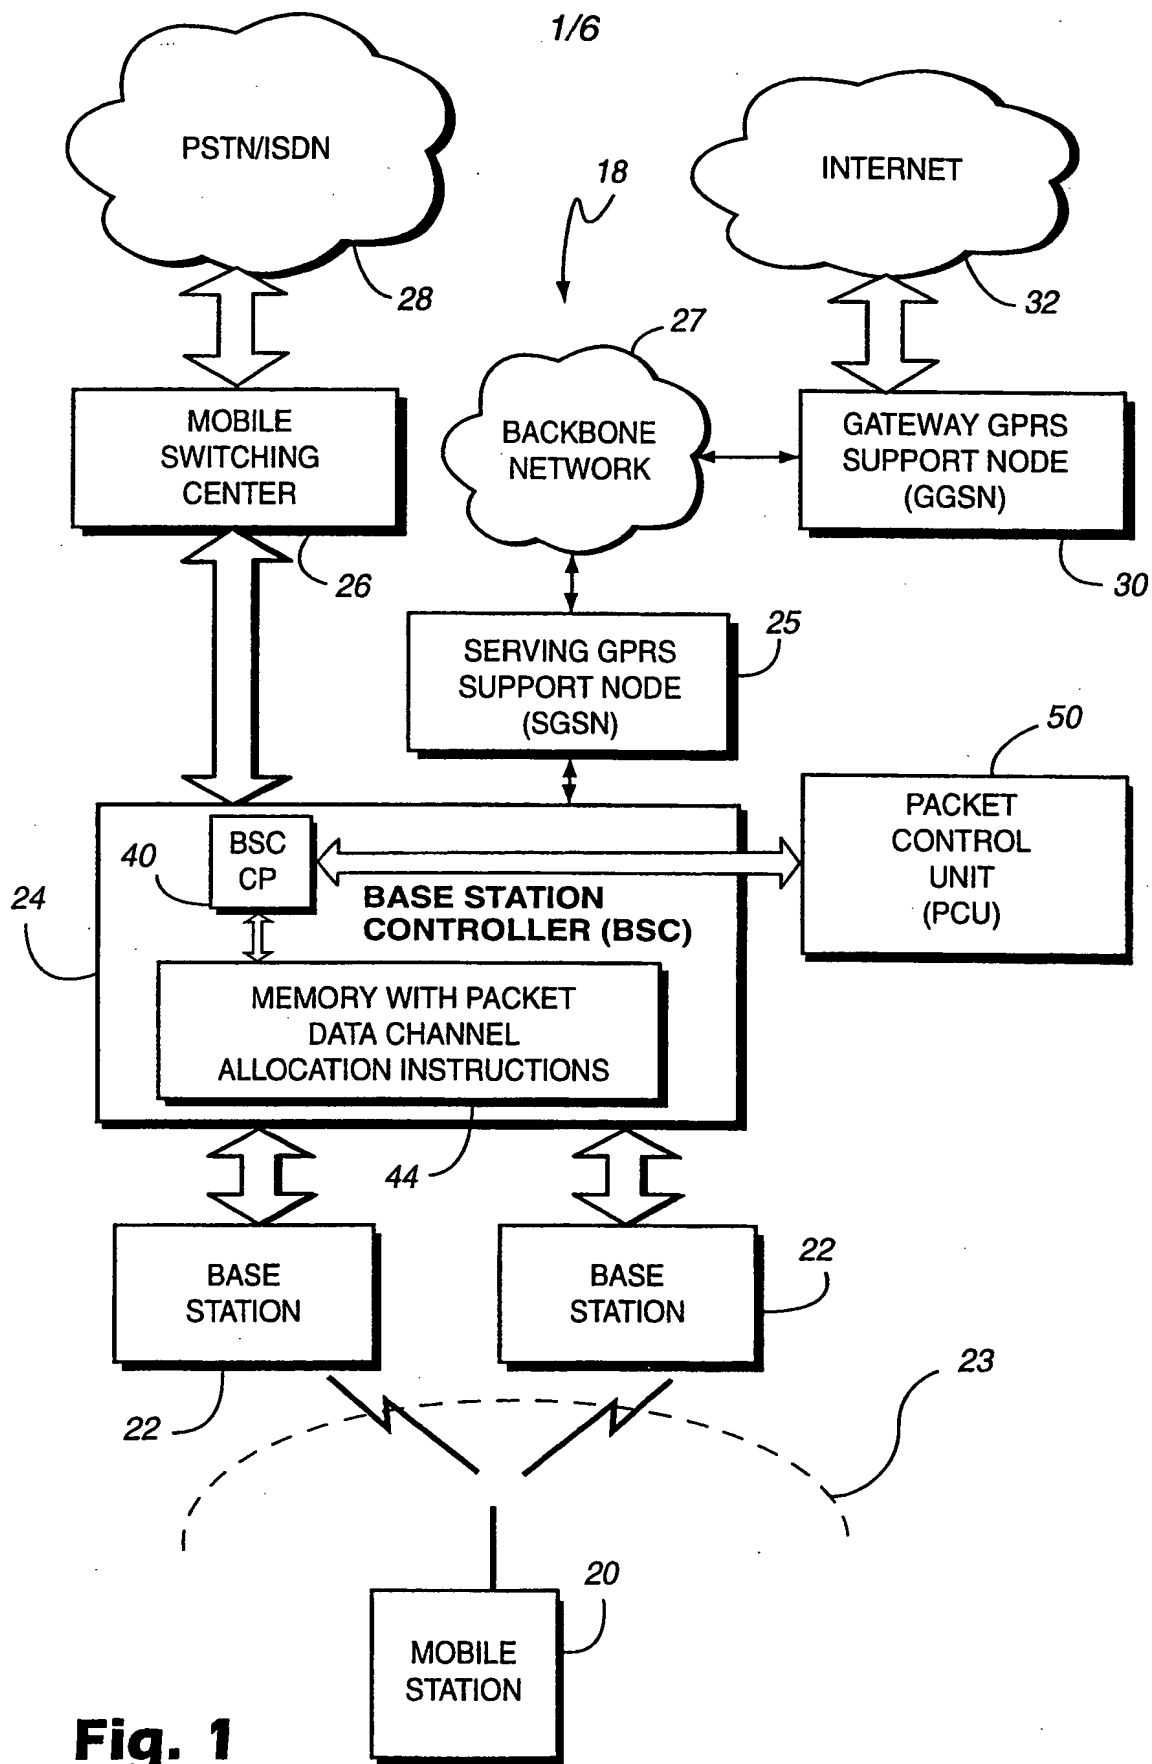 1/6
PSTN/ISDN
INTERNET
18
28
32
27
MOBILE
SWITCHING
CENTER
BACKBONE
NETWORK
GATEWAY GPRS
SUPPORT NODE
(GGSN)
26
30
25
SERVING GPRS
SUPPORT NODE
(SGSN)
50
PACKET
CONTROL
UNIT
(PCU)
BSC
CP
40
24
BASE STATION
CONTROLLER (BSC)
MEMORY WITH PACKET
DATA CHANNEL
ALLOCATION INSTRUCTIONS
44
BASE
STATION
BASE
STATION
22
22
23
20
MOBILE
STATION
Fig. 1